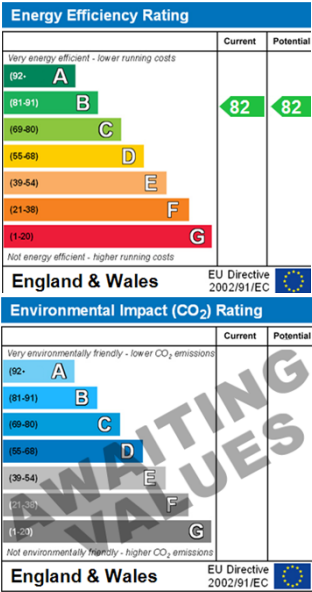 Energy Efficiency Rating
Current Potential
Very energy efficient - lower running costs
(92- A
(81-91) B
82 82
(69-80) C
(55-68) D
(39-54) E
(21-38) F
(1-20) G
Not energy efficient - higher running costs
England & Wales
EU Directive
2002/91/EC
Environmental Impact (CO₂) Rating
Current Potential
Very environmentally friendly - lower CO₂ emissions
(92- A
(81-91) B
(69-80) C
(55-68) D
(39-54) E
(21-38) F
(1-20) G
AWAITING
VALUES
Not environmentally friendly - higher CO₂ emissions
England & Wales
EU Directive
2002/91/EC